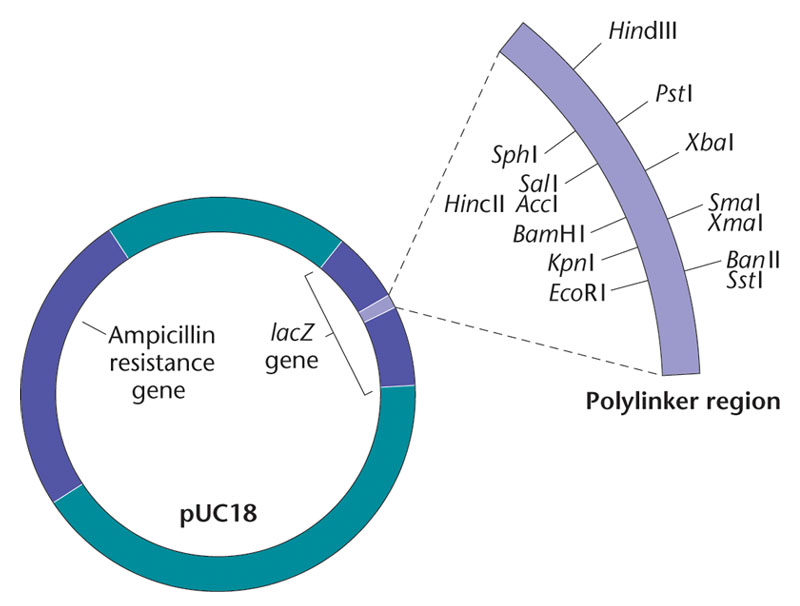 HindIII
PstI
SphI
XbaI
SalI
HincII AccI
SmaI
XmaI
BamHI
KpnI
BanII
SstI
EcoRI
Polylinker region
Ampicillin
resistance
gene
lacZ
gene
pUC18